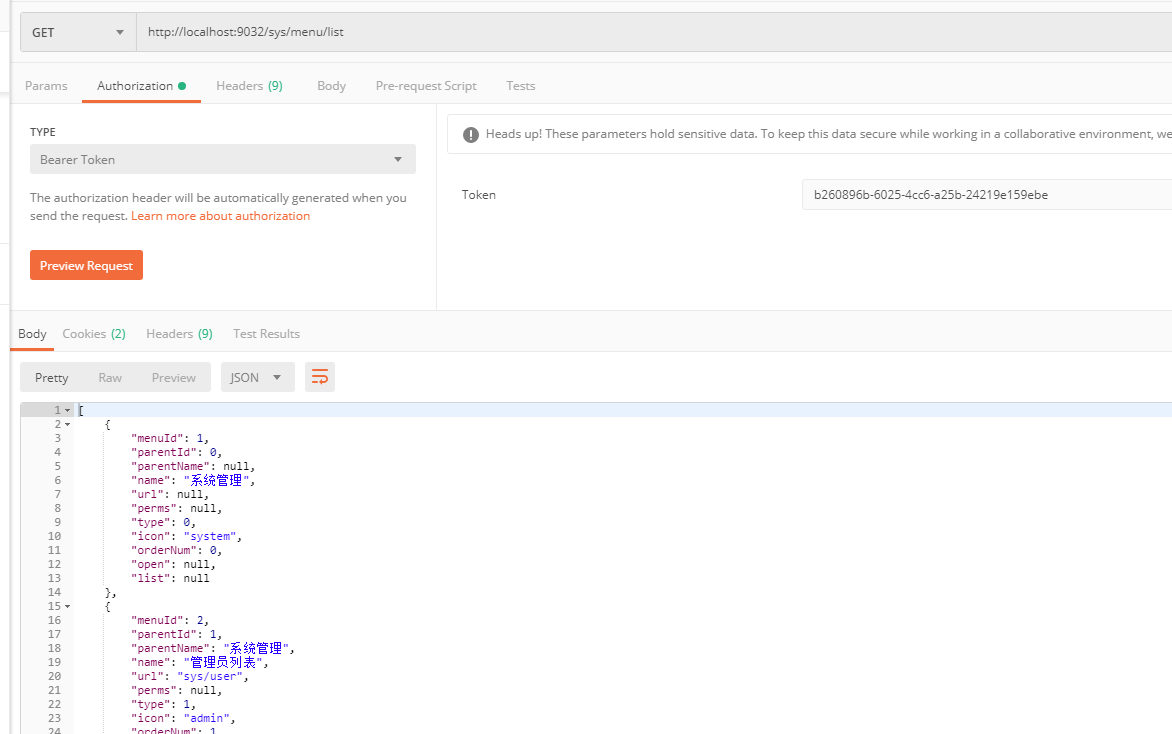 GET http://localhost:9032/sys/menu/list
Params Authorization Headers (9) Body Pre-request Script Tests
TYPE
Bearer Token
The authorization header will be automatically generated when you
send the request. Learn more about authorization
Preview Request
Heads up! These parameters hold sensitive data. To keep this data secure while working in a collaborative environment, we
Token b260896b-6025-4cc6-a25b-24219e159ebe
Body Cookies (2) Headers (9) Test Results
Pretty Raw Preview JSON
1 [
2 {
3 "menuId": 1,
4 "parentId": 0,
5 "parentName": null,
6 "name": "系统管理",
7 "url": null,
8 "perms": null,
9 "type": 0,
10 "icon": "system",
11 "orderNum": 0,
12 "open": null,
13 "list": null
14 },
15 {
16 "menuId": 2,
17 "parentId": 1,
18 "parentName": "系统管理",
19 "name": "管理员列表",
20 "url": "sys/user",
21 "perms": null,
22 "type": 1,
23 "icon": "admin",
24 "orderNum": 1